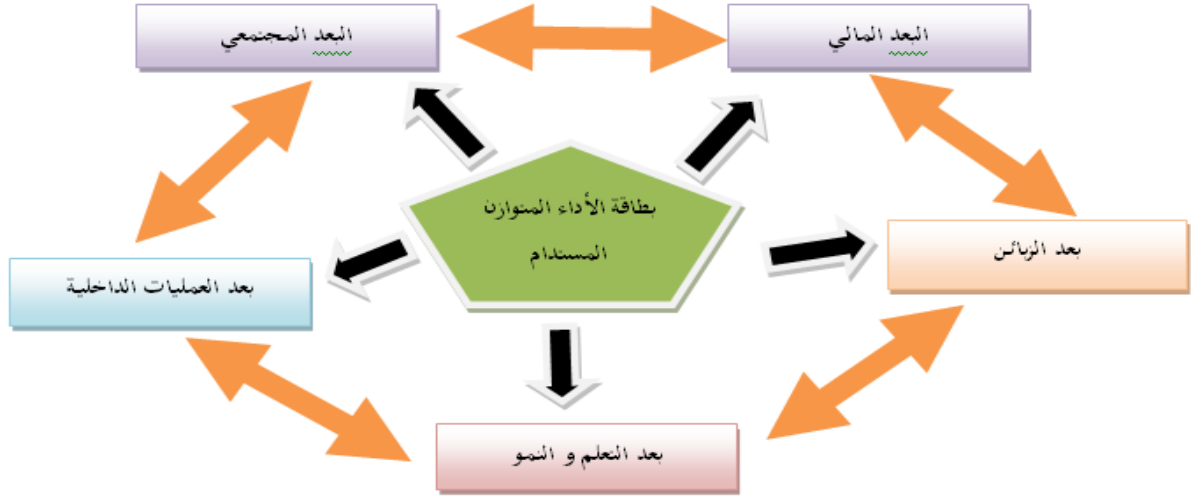 البعد المالي
البعد المجتمعي
بطاقة الأداء المتوازن
المستدام
بعد الزبائن
بعد العمليات الداخلية
بعد التعلم و النمو